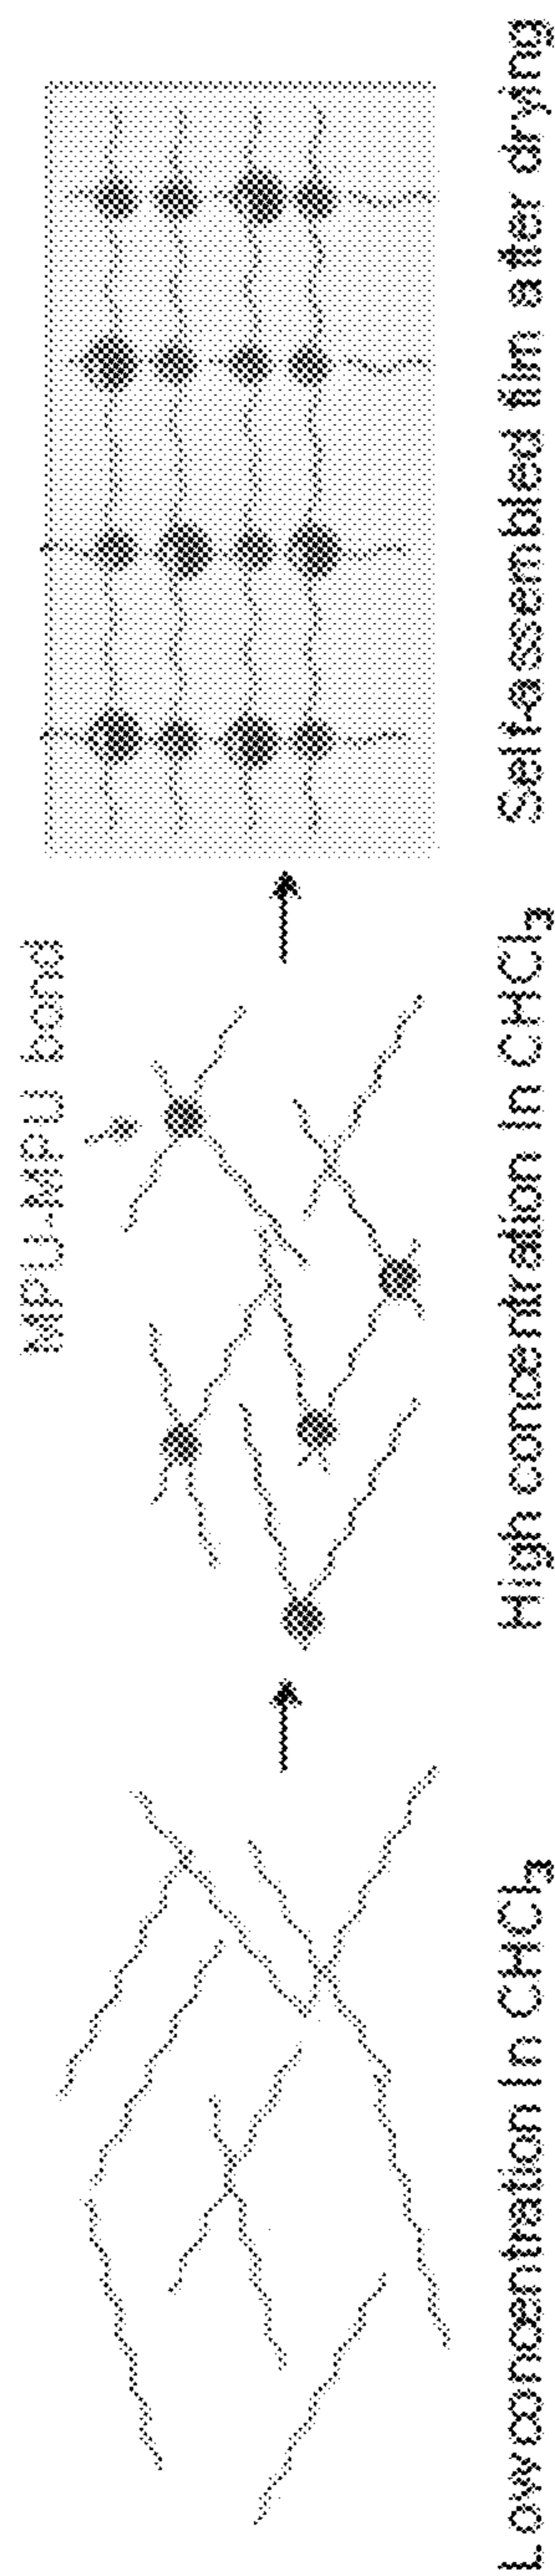 MPU-MPU bond
Low concentration in CHCl₃
High concentration in CHCl₃
Self-assembled film after drying